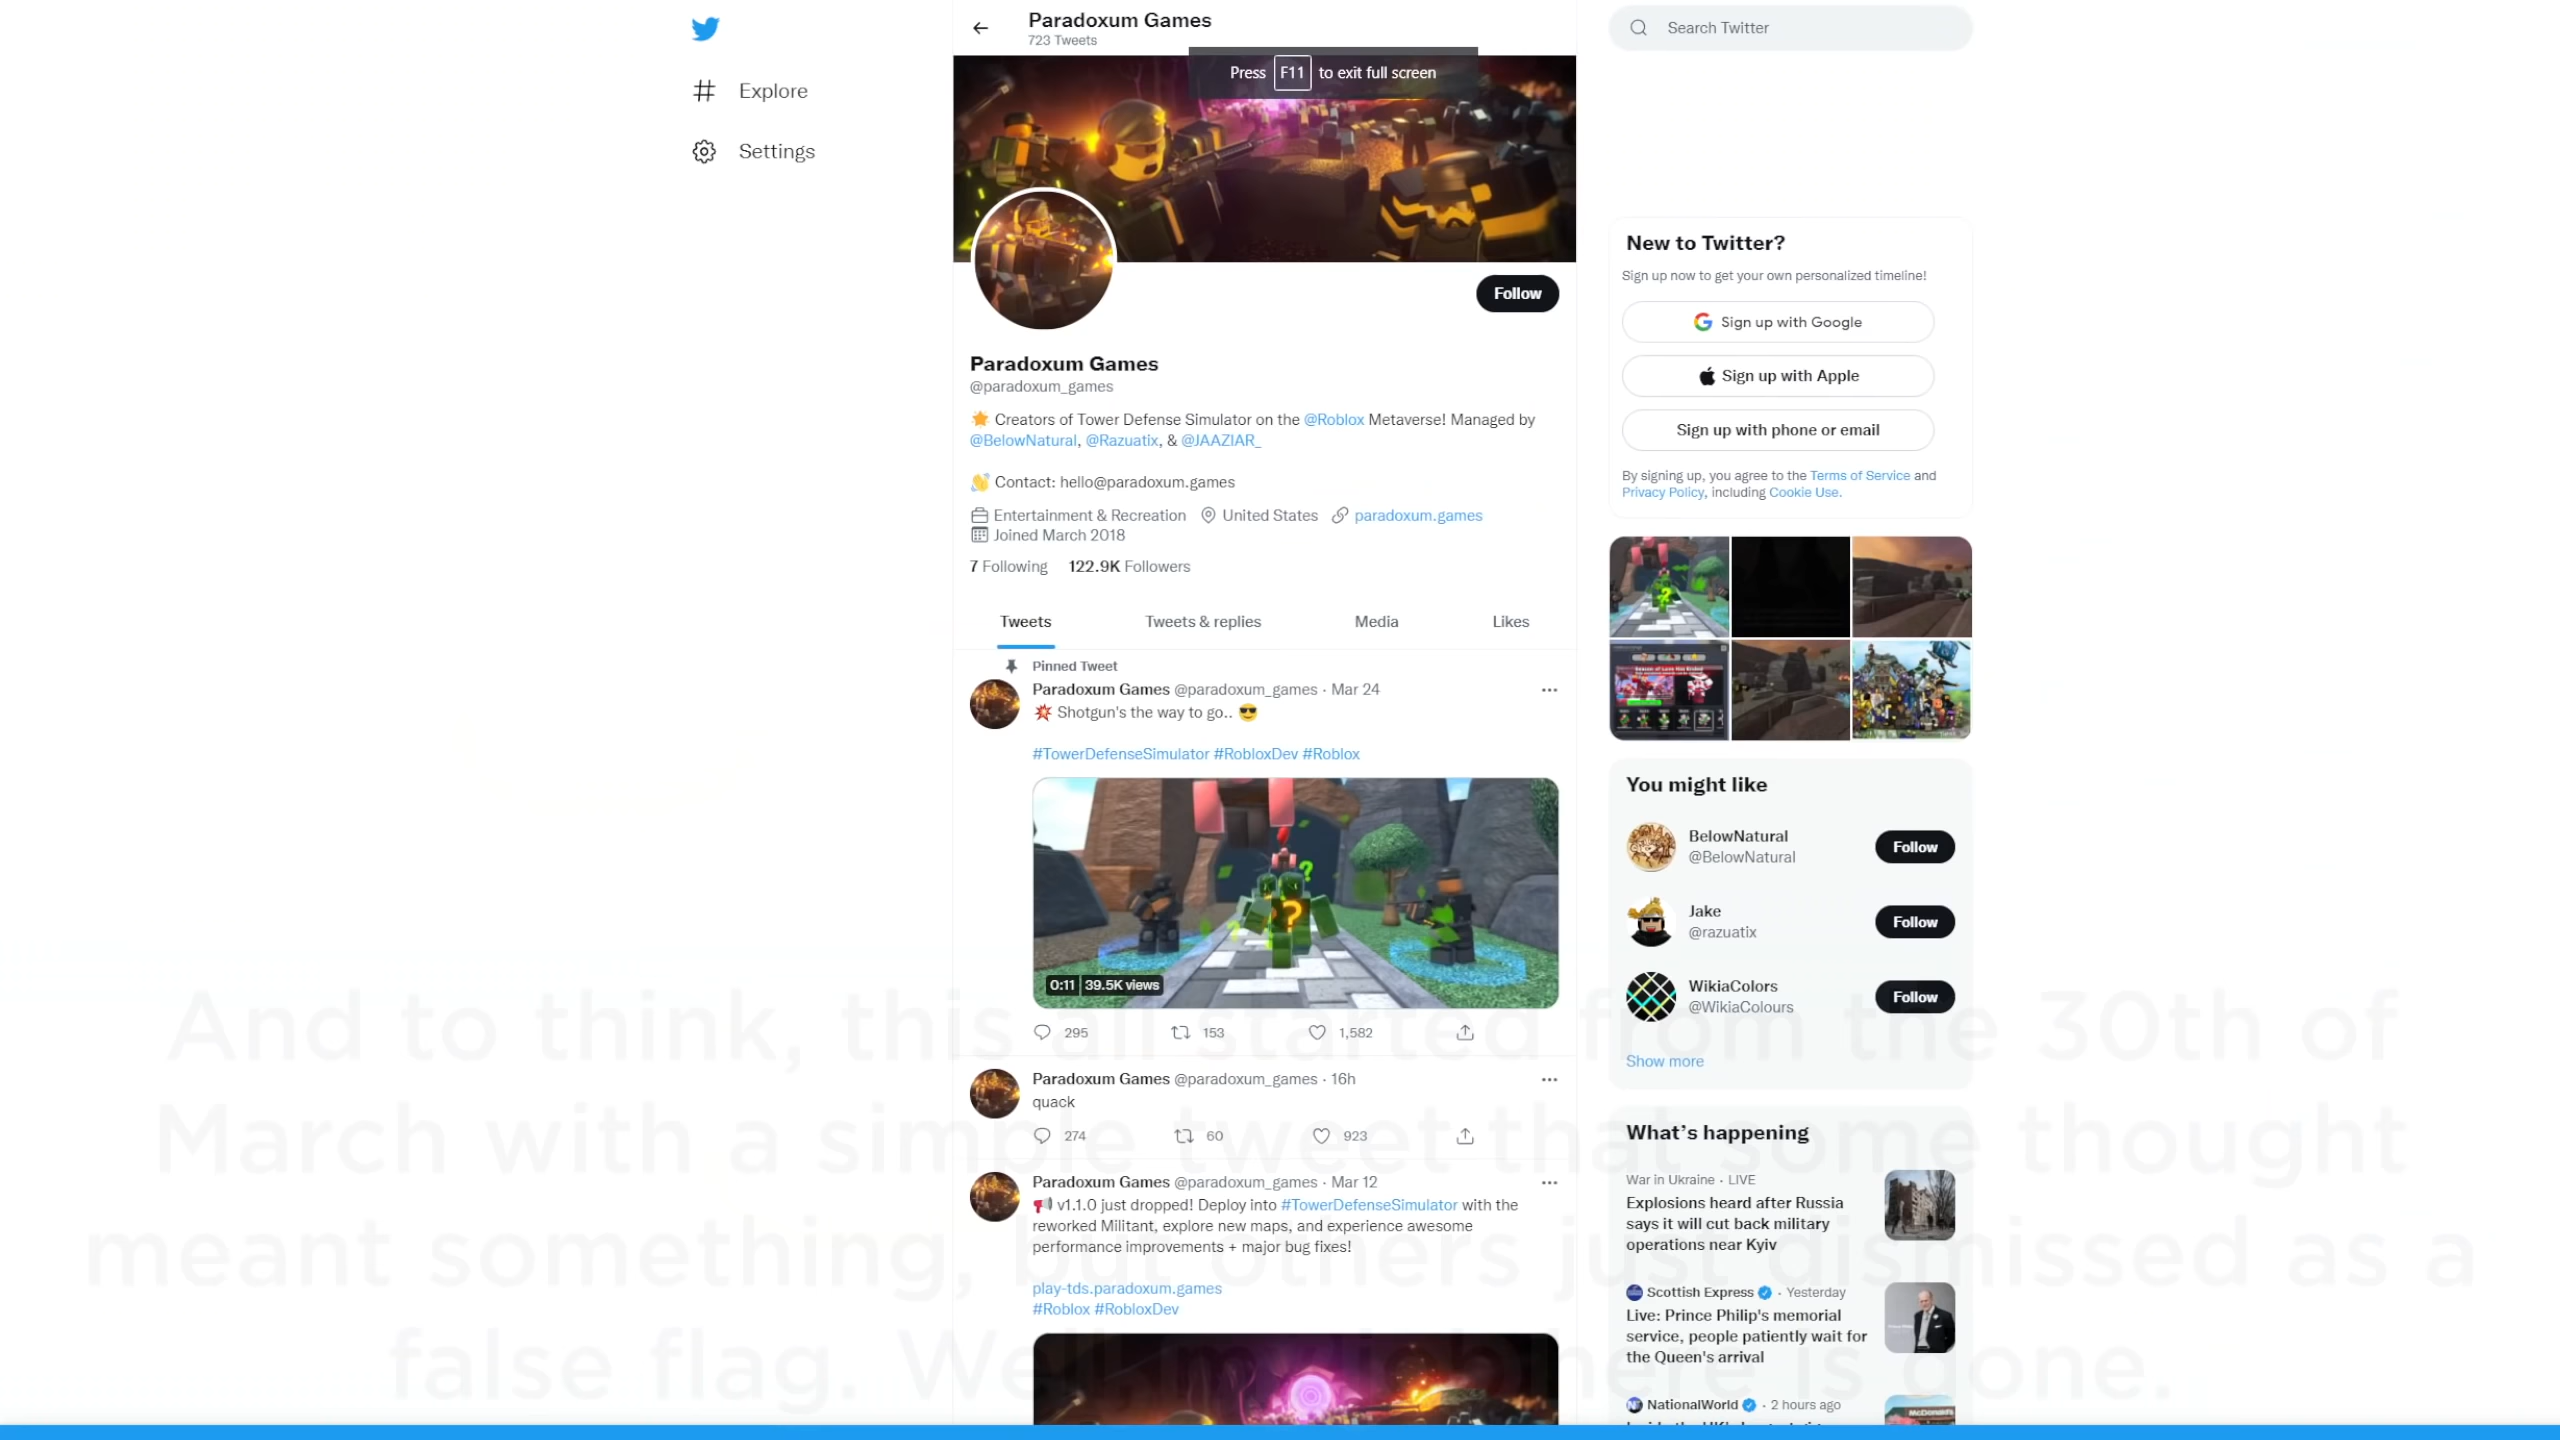 Explore
Settings
Paradoxum Games
723 Tweets
Press F11 to exit full screen
Follow
Paradoxum Games
@paradoxum_games
Creators of Tower Defense Simulator on the @Roblox Metaverse! Managed by
@BelowNatural, @Razuatix, & @JAAZIAR_
Contact: hello@paradoxum.games
Entertainment & Recreation United States paradoxum.games
Joined March 2018
7 Following 122.9K Followers
Tweets Tweets & replies Media Likes
Pinned Tweet
Paradoxum Games @paradoxum_games · Mar 24
Shotgun's the way to go..
#TowerDefenseSimulator #RobloxDev #Roblox
0:11 39.5K views
295 153 1,582
Paradoxum Games @paradoxum_games · 16h
quack
274 60 923
Paradoxum Games @paradoxum_games · Mar 12
v1.1.0 just dropped! Deploy into #TowerDefenseSimulator with the
reworked Militant, explore new maps, and experience awesome
performance improvements + major bug fixes!
play-tds.paradoxum.games
#Roblox #RobloxDev
Search Twitter
New to Twitter?
Sign up now to get your own personalized timeline!
Sign up with Google
Sign up with Apple
Sign up with phone or email
By signing up, you agree to the Terms of Service and
Privacy Policy, including Cookie Use.
You might like
BelowNatural
@BelowNatural
Follow
Jake
@razuatix
Follow
WikiaColors
@WikiaColours
Follow
Show more
What's happening
War in Ukraine · LIVE
Explosions heard after Russia
says it will cut back military
operations near Kyiv
Scottish Express · Yesterday
Live: Prince Philip's memorial
service, people patiently wait for
the Queen's arrival
NationalWorld · 2 hours ago
And to think, this all started from the 30th of
March with a simple tweet that some thought
meant something, but others just dismissed as a
false flag. Well my job here is done.